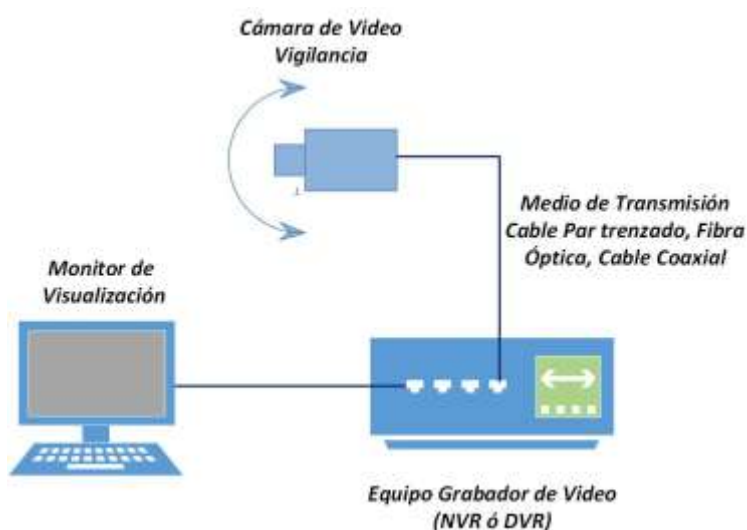 Cámara de Video
Vigilancia
Medio de Transmisión
Cable Par trenzado, Fibra
Óptica, Cable Coaxial
Monitor de
Visualización
Equipo Grabador de Video
(NVR ó DVR)